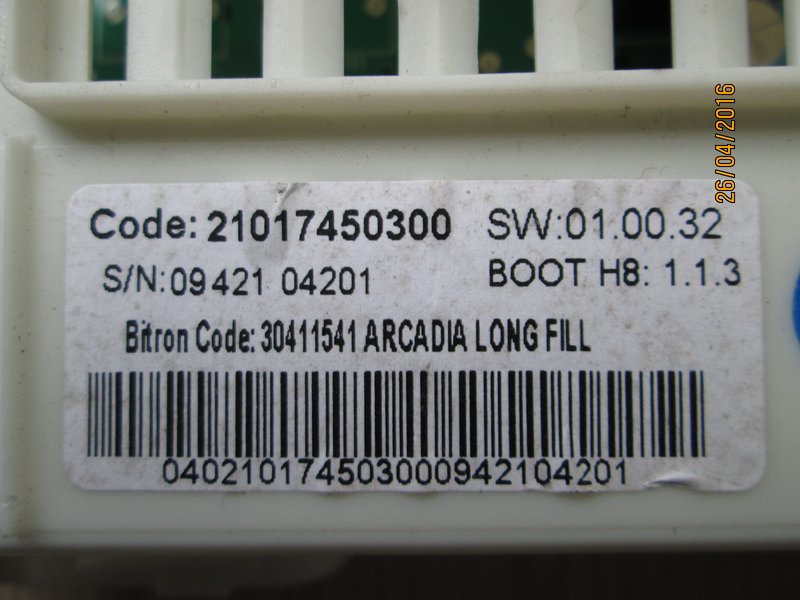 26/04/2016
Code: 21017450300 SW:01.00.32
S/N:09421 04201 BOOT H8: 1.1.3
Bitron Code: 30411541 ARCADIA LONG FILL
0402101745030000942104201